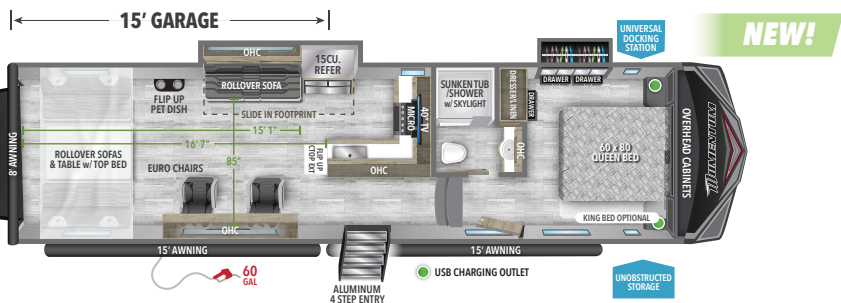 15' GARAGE
UNIVERSAL
DOCKING
STATION
NEW!
OHC
15CU.
REFER
ROLLOVER SOFA
FLIP UP
PET DISH
SLIDE IN FOOTPRINT
15' 1"
16' 7"
85"
8' AWNING
ROLLOVER SOFAS
& TABLE w/ TOP BED
EURO CHAIRS
OHC
FLIP UP
CTOP EXT
OHC
MICRO
40" TV
SUNKEN TUB
/SHOWER
w/ SKYLIGHT
DRESSER/LINEN
DRAWER
OHC
DRAWER
DRAWER
60 x 80
QUEEN BED
OVERHEAD CABINETS
MOMENTUM
KING BED OPTIONAL
15' AWNING
15' AWNING
60
GAL
ALUMINUM
4 STEP ENTRY
USB CHARGING OUTLET
UNOBSTRUCTED
STORAGE